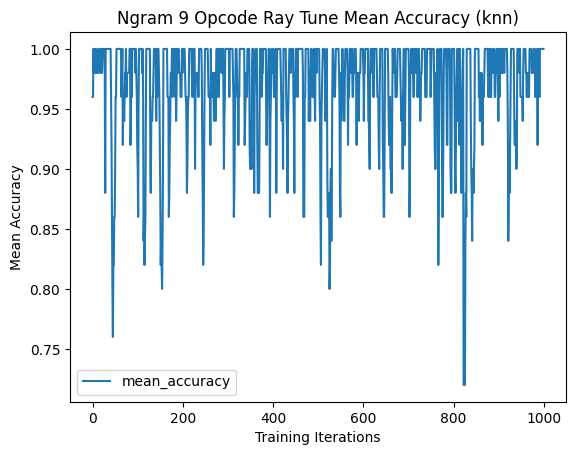 Ngram 9 Opcode Ray Tune Mean Accuracy (knn)
1.00
0.95
0.90
0.85
0.80
0.75
Mean Accuracy
mean_accuracy
0 200 400 600 800 1000
Training Iterations